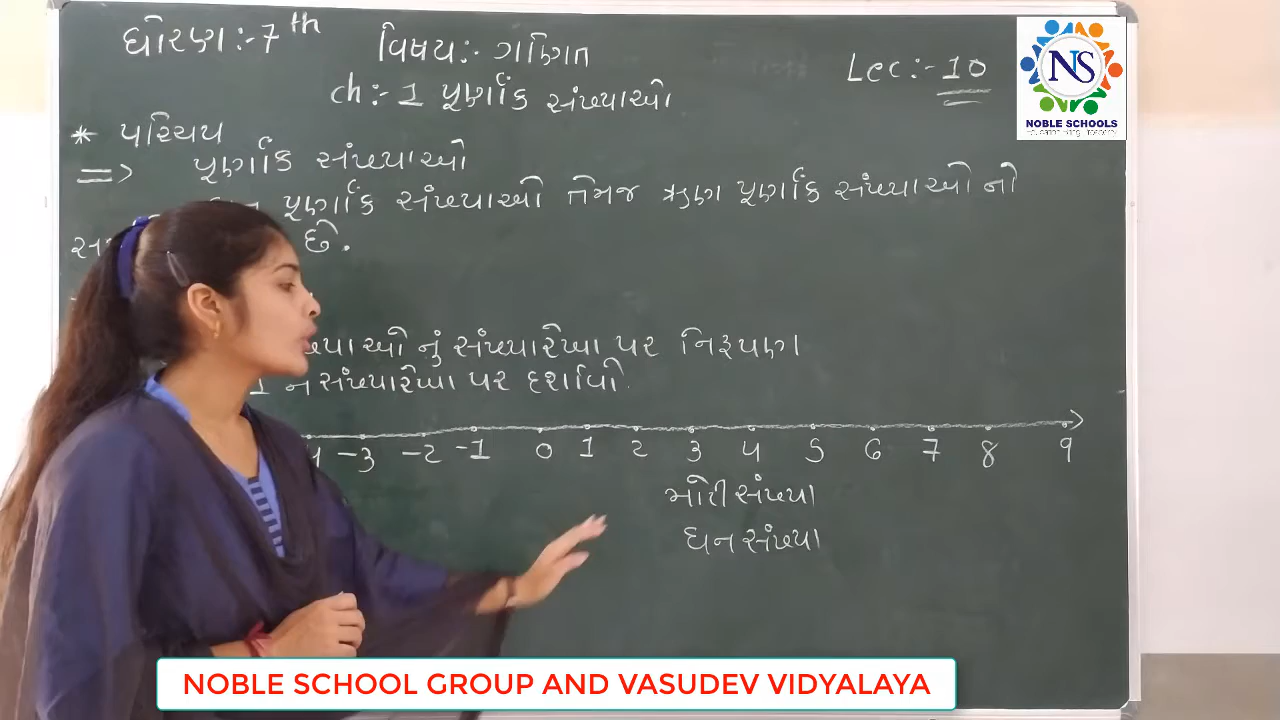 ધોરણ:-7th
વિષય:- ગણિત
Lec:-10
ch:-1 પૂર્ણાંક સંખ્યાઓ
NS
NOBLE SCHOOLS
* પરિચય
=> પૂર્ણાંક સંખ્યાઓ
પૂર્ણાંક સંખ્યાઓ તેમજ ઋણ પૂર્ણાંક સંખ્યાઓ નો
છે.
નું સંખ્યારેખા પર નિરૂપણ
1 ને સંખ્યારેખા પર દર્શાવો.
-3 -2 -1 0 1 2 3 4 5 6 7 8 9
મોટી સંખ્યા
ધન સંખ્યા
NOBLE SCHOOL GROUP AND VASUDEV VIDYALAYA